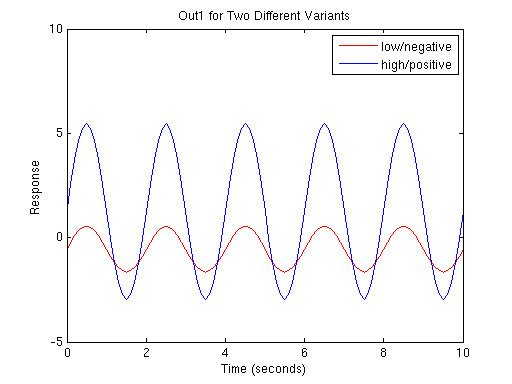 Out1 for Two Different Variants
low/negative
high/positive
10
5
0
-5
Response
0
2
4
6
8
10
Time (seconds)